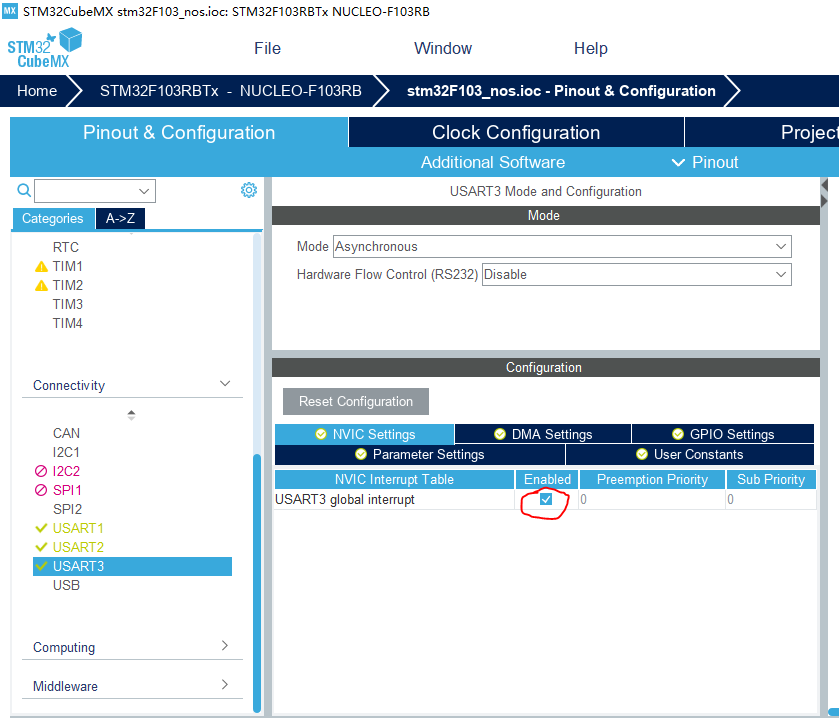 MX STM32CubeMX stm32f103_nos.ioc: STM32F103RBTx NUCLEO-F103RB
STM32
CubeMX
File Window Help
Home STM32F103RBTx - NUCLEO-F103RB stm32F103_nos.ioc - Pinout & Configuration
Pinout & Configuration Clock Configuration Project
Additional Software Pinout
USART3 Mode and Configuration
Categories A->Z
Mode
RTC
TIM1
TIM2
TIM3
TIM4
Mode Asynchronous
Hardware Flow Control (RS232) Disable
Configuration
Connectivity
Reset Configuration
CAN
I2C1
I2C2
SPI1
SPI2
USART1
USART2
USART3
USB
NVIC Settings DMA Settings GPIO Settings
Parameter Settings User Constants
NVIC Interrupt Table Enabled Preemption Priority Sub Priority
USART3 global interrupt 0 0
Computing
Middleware